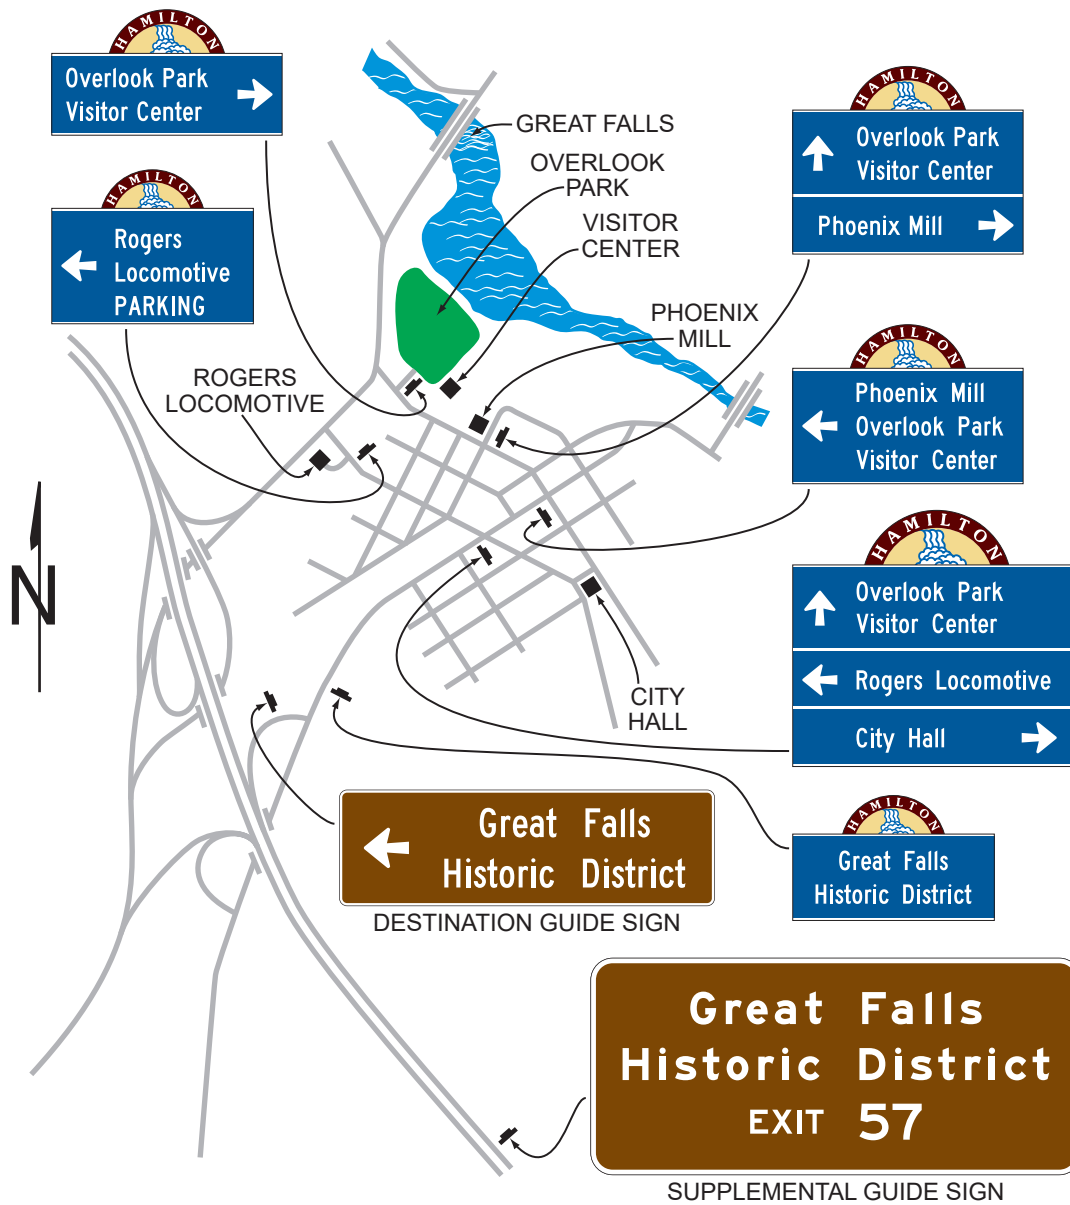 HAMILTON
Overlook Park
Visitor Center
HAMILTON
Rogers
Locomotive
PARKING
GREAT FALLS
OVERLOOK
PARK
VISITOR
CENTER
PHOENIX
MILL
ROGERS
LOCOMOTIVE
CITY
HALL
N
HAMILTON
Overlook Park
Visitor Center
Phoenix Mill
HAMILTON
Phoenix Mill
Overlook Park
Visitor Center
HAMILTON
Overlook Park
Visitor Center
Rogers Locomotive
City Hall
HAMILTON
Great Falls
Historic District
Great Falls
Historic District
DESTINATION GUIDE SIGN
Great Falls
Historic District
EXIT 57
SUPPLEMENTAL GUIDE SIGN